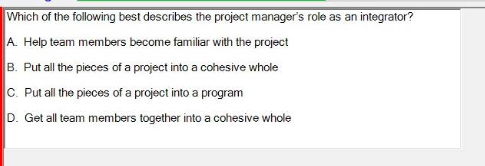 Which of the following best describes the project manager's role as an integrator?
A. Help team members become familiar with the project
B. Put all the pieces of a project into a cohesive whole
C. Put all the pieces of a project into a program
D. Get all team members together into a cohesive whole